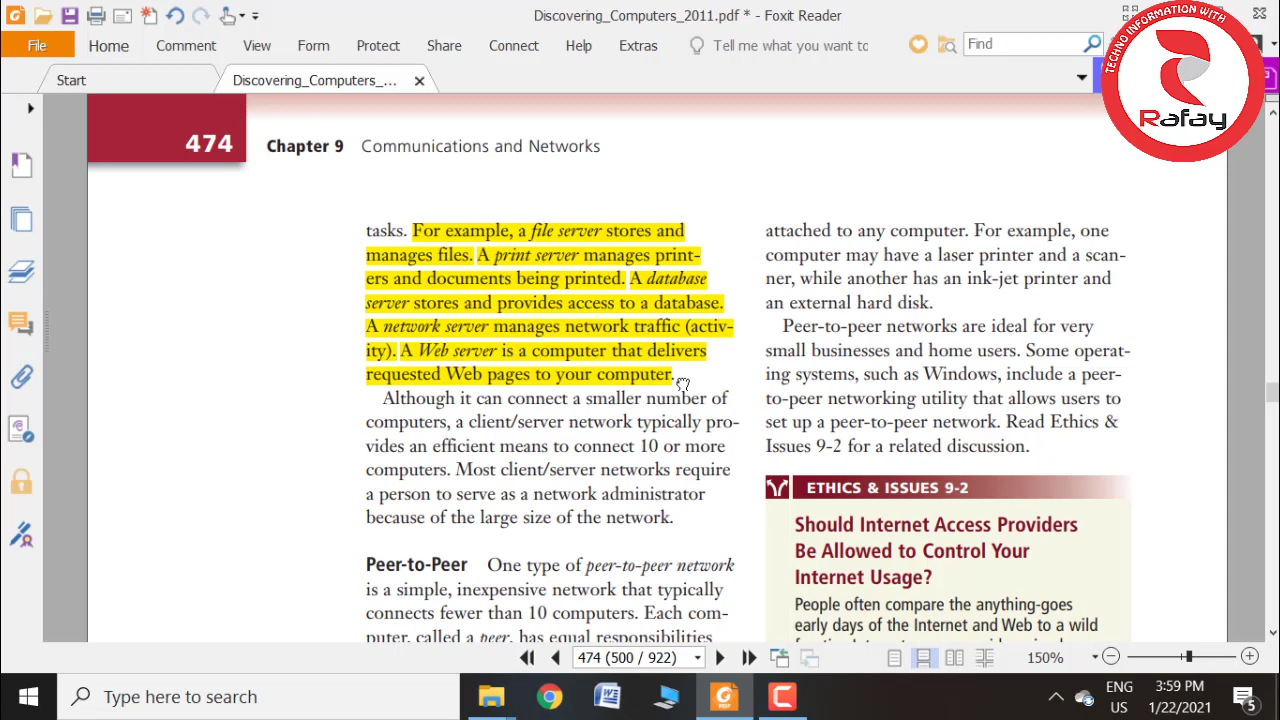 Discovering_Computers_2011.pdf * - Foxit Reader
File Home Comment View Form Protect Share Connect Help Extras Tell me what you want to Find
Start Discovering_Computers_...
TECHNO INFORMATION WITH
Rafay
474 Chapter 9 Communications and Networks
tasks. For example, a file server stores and
manages files. A print server manages print-
ers and documents being printed. A database
server stores and provides access to a database.
A network server manages network traffic (activ-
ity). A Web server is a computer that delivers
requested Web pages to your computer.
Although it can connect a smaller number of
computers, a client/server network typically pro-
vides an efficient means to connect 10 or more
computers. Most client/server networks require
a person to serve as a network administrator
because of the large size of the network.
Peer-to-Peer One type of peer-to-peer network
is a simple, inexpensive network that typically
connects fewer than 10 computers. Each com-
puter, called a peer, has equal responsibilities
attached to any computer. For example, one
computer may have a laser printer and a scan-
ner, while another has an ink-jet printer and
an external hard disk.
Peer-to-peer networks are ideal for very
small businesses and home users. Some operat-
ing systems, such as Windows, include a peer-
to-peer networking utility that allows users to
set up a peer-to-peer network. Read Ethics &
Issues 9-2 for a related discussion.
ETHICS & ISSUES 9-2
Should Internet Access Providers
Be Allowed to Control Your
Internet Usage?
People often compare the anything-goes
early days of the Internet and Web to a wild
474 (500 / 922) 150%
Type here to search
ENG
US
3:59 PM
1/22/2021
5